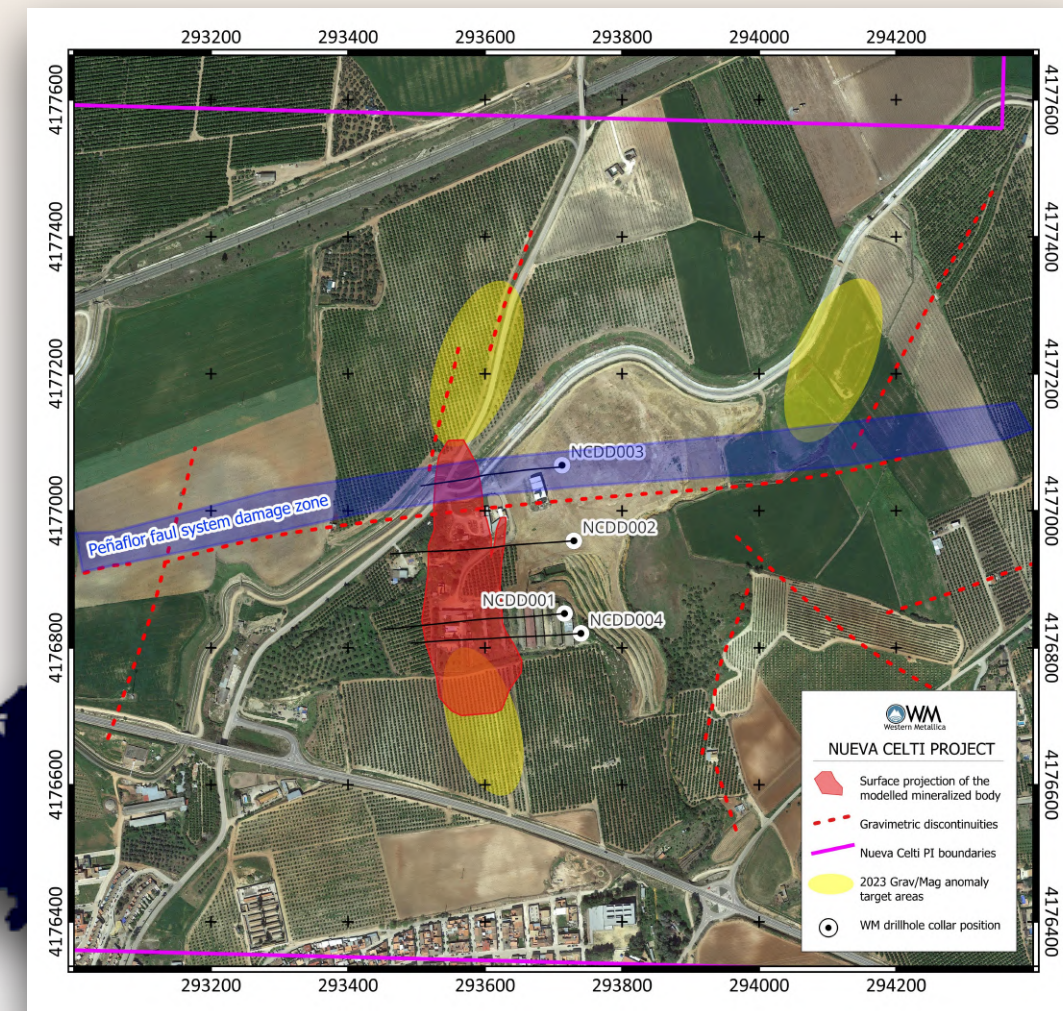 293200 293400 293600 293800 294000 294200
4177600 4177600
4177400 4177400
4177200 4177200
4177000 4177000
4176800 4176800
4176600 4176600
4176400 4176400
NCDD003
Peñaflor faul system damage zone
NCDD002
NCDD001
NCDD004
WM
Western Metallica
NUEVA CELTI PROJECT
Surface projection of the
modelled mineralized body
Gravimetric discontinuities
Nueva Celti PI boundaries
2023 Grav/Mag anomaly
target areas
WM drillhole collar position
293200 293400 293600 293800 294000 294200